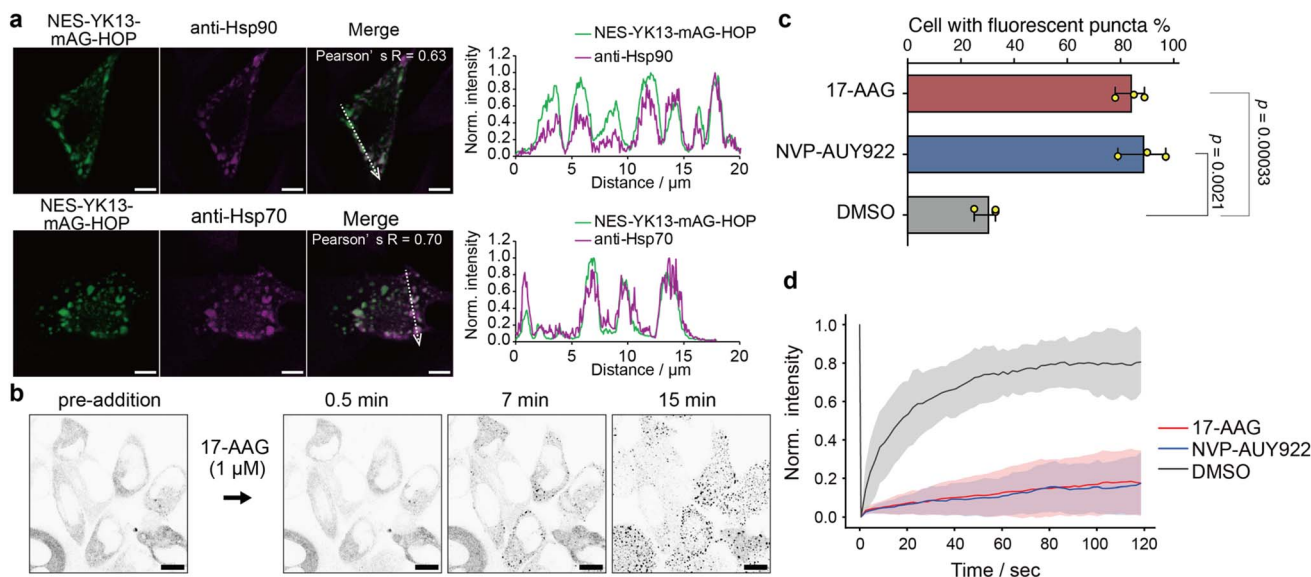 a
NES-YK13-
mAG-HOP
anti-Hsp90
Merge
Pearson' s R = 0.63
NES-YK13-mAG-HOP
anti-Hsp90
Norm. intensity
1.2
1.0
0.8
0.6
0.4
0.2
0
0 5 10 15 20
Distance / µm
NES-YK13-
mAG-HOP
anti-Hsp70
Merge
Pearson' s R = 0.70
NES-YK13-mAG-HOP
anti-Hsp70
Norm. intensity
1.2
1.0
0.8
0.6
0.4
0.2
0
0 5 10 15 20
Distance / µm
b
pre-addition
17-AAG
(1 µM)
0.5 min
7 min
15 min
c
Cell with fluorescent puncta %
0 20 40 60 80 100
17-AAG
NVP-AUY922
DMSO
p = 0.0021
p = 0.00033
d
Norm. intensity
1.0
0.8
0.6
0.4
0.2
0.0
0 20 40 60 80 100 120
Time / sec
17-AAG
NVP-AUY922
DMSO